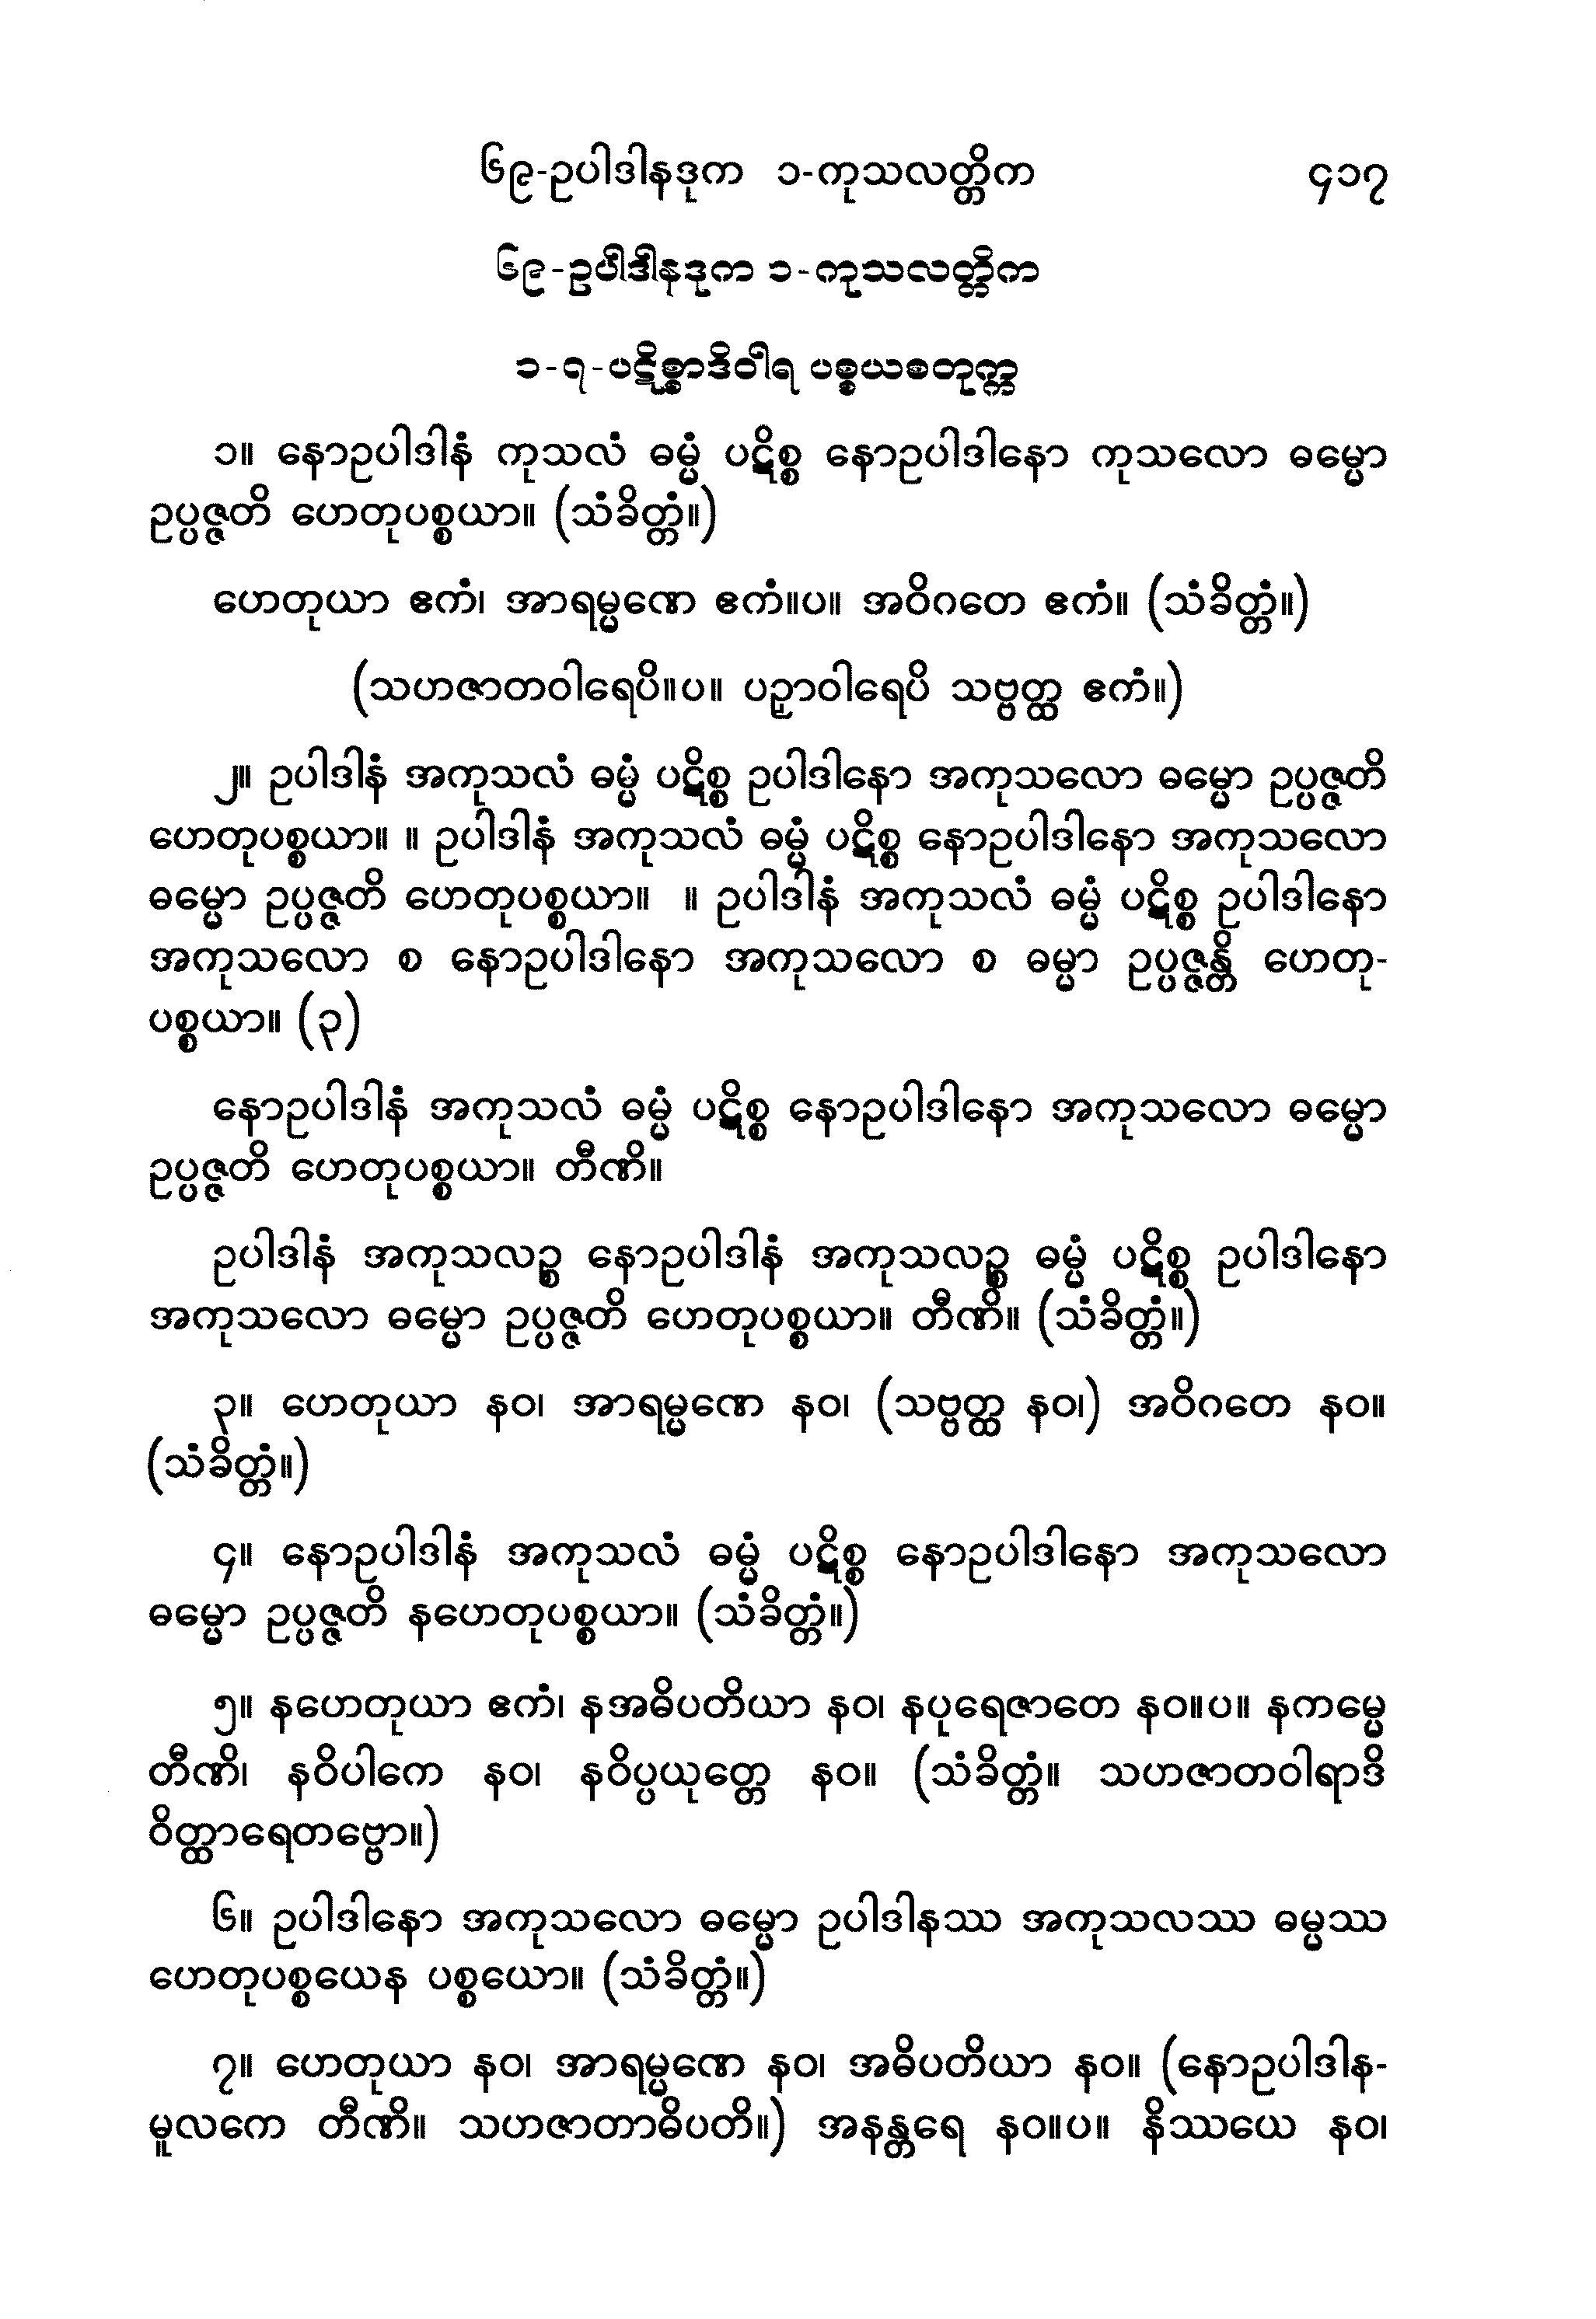 ၆၉-ဥပါဒါနဒုက ၁-ကုသလတ္တိက ၄၁၇
၆၉-ဥပါဒါနဒုက ၁-ကုသလတ္တိက
၁-၇-ပဋိစ္စာဒိဝါရ ပစ္စယစတုက္က
၁။ နောဥပါဒါနံ ကုသလံ ဓမ္မံ ပဋိစ္စ နောဥပါဒါနော ကုသလော ဓမ္မော
ဥပ္ပဇ္ဇတိ ဟေတုပစ္စယာ။ (သံခိတ္တံ။)
ဟေတုယာ ဧကံ၊ အာရမ္မဏေ ဧကံ။ပ။ အဝိဂတေ ဧကံ။ (သံခိတ္တံ။)
(သဟဇာတဝါရေပိ။ပ။ ပဉှာဝါရေပိ သဗ္ဗတ္ထ ဧကံ။)
၂။ ဥပါဒါနံ အကုသလံ ဓမ္မံ ပဋိစ္စ ဥပါဒါနော အကုသလော ဓမ္မော ဥပ္ပဇ္ဇတိ
ဟေတုပစ္စယာ။ ။ ဥပါဒါနံ အကုသလံ ဓမ္မံ ပဋိစ္စ နောဥပါဒါနော အကုသလော
ဓမ္မော ဥပ္ပဇ္ဇတိ ဟေတုပစ္စယာ။ ။ ဥပါဒါနံ အကုသလံ ဓမ္မံ ပဋိစ္စ ဥပါဒါနော
အကုသလော စ နောဥပါဒါနော အကုသလော စ ဓမ္မာ ဥပ္ပဇ္ဇန္တိ ဟေတု-
ပစ္စယာ။ (၃)
နောဥပါဒါနံ အကုသလံ ဓမ္မံ ပဋိစ္စ နောဥပါဒါနော အကုသလော ဓမ္မော
ဥပ္ပဇ္ဇတိ ဟေတုပစ္စယာ။ တီဏိ။
ဥပါဒါနံ အကုသလဉ္စ နောဥပါဒါနံ အကုသလဉ္စ ဓမ္မံ ပဋိစ္စ ဥပါဒါနော
အကုသလော ဓမ္မော ဥပ္ပဇ္ဇတိ ဟေတုပစ္စယာ။ တီဏိ။ (သံခိတ္တံ။)
၃။ ဟေတုယာ နဝ၊ အာရမ္မဏေ နဝ၊ (သဗ္ဗတ္ထ နဝ၊) အဝိဂတေ နဝ။
(သံခိတ္တံ။)
၄။ နောဥပါဒါနံ အကုသလံ ဓမ္မံ ပဋိစ္စ နောဥပါဒါနော အကုသလော
ဓမ္မော ဥပ္ပဇ္ဇတိ နဟေတုပစ္စယာ။ (သံခိတ္တံ။)
၅။ နဟေတုယာ ဧကံ၊ နအဓိပတိယာ နဝ၊ နပုရေဇာတေ နဝ။ပ။ နကမ္မေ
တီဏိ၊ နဝိပါကေ နဝ၊ နဝိပ္ပယုတ္တေ နဝ။ (သံခိတ္တံ။ သဟဇာတဝါရာဒိ
ဝိတ္ထာရေတဗ္ဗော။)
၆။ ဥပါဒါနော အကုသလော ဓမ္မော ဥပါဒါနဿ အကုသလဿ ဓမ္မဿ
ဟေတုပစ္စယေန ပစ္စယော။ (သံခိတ္တံ။)
၇။ ဟေတုယာ နဝ၊ အာရမ္မဏေ နဝ၊ အဓိပတိယာ နဝ။ (နောဥပါဒါန-
မူလကေ တီဏိ။ သဟဇာတာဓိပတိ။) အနန္တရေ နဝ။ပ။ နိဿယေ နဝ၊